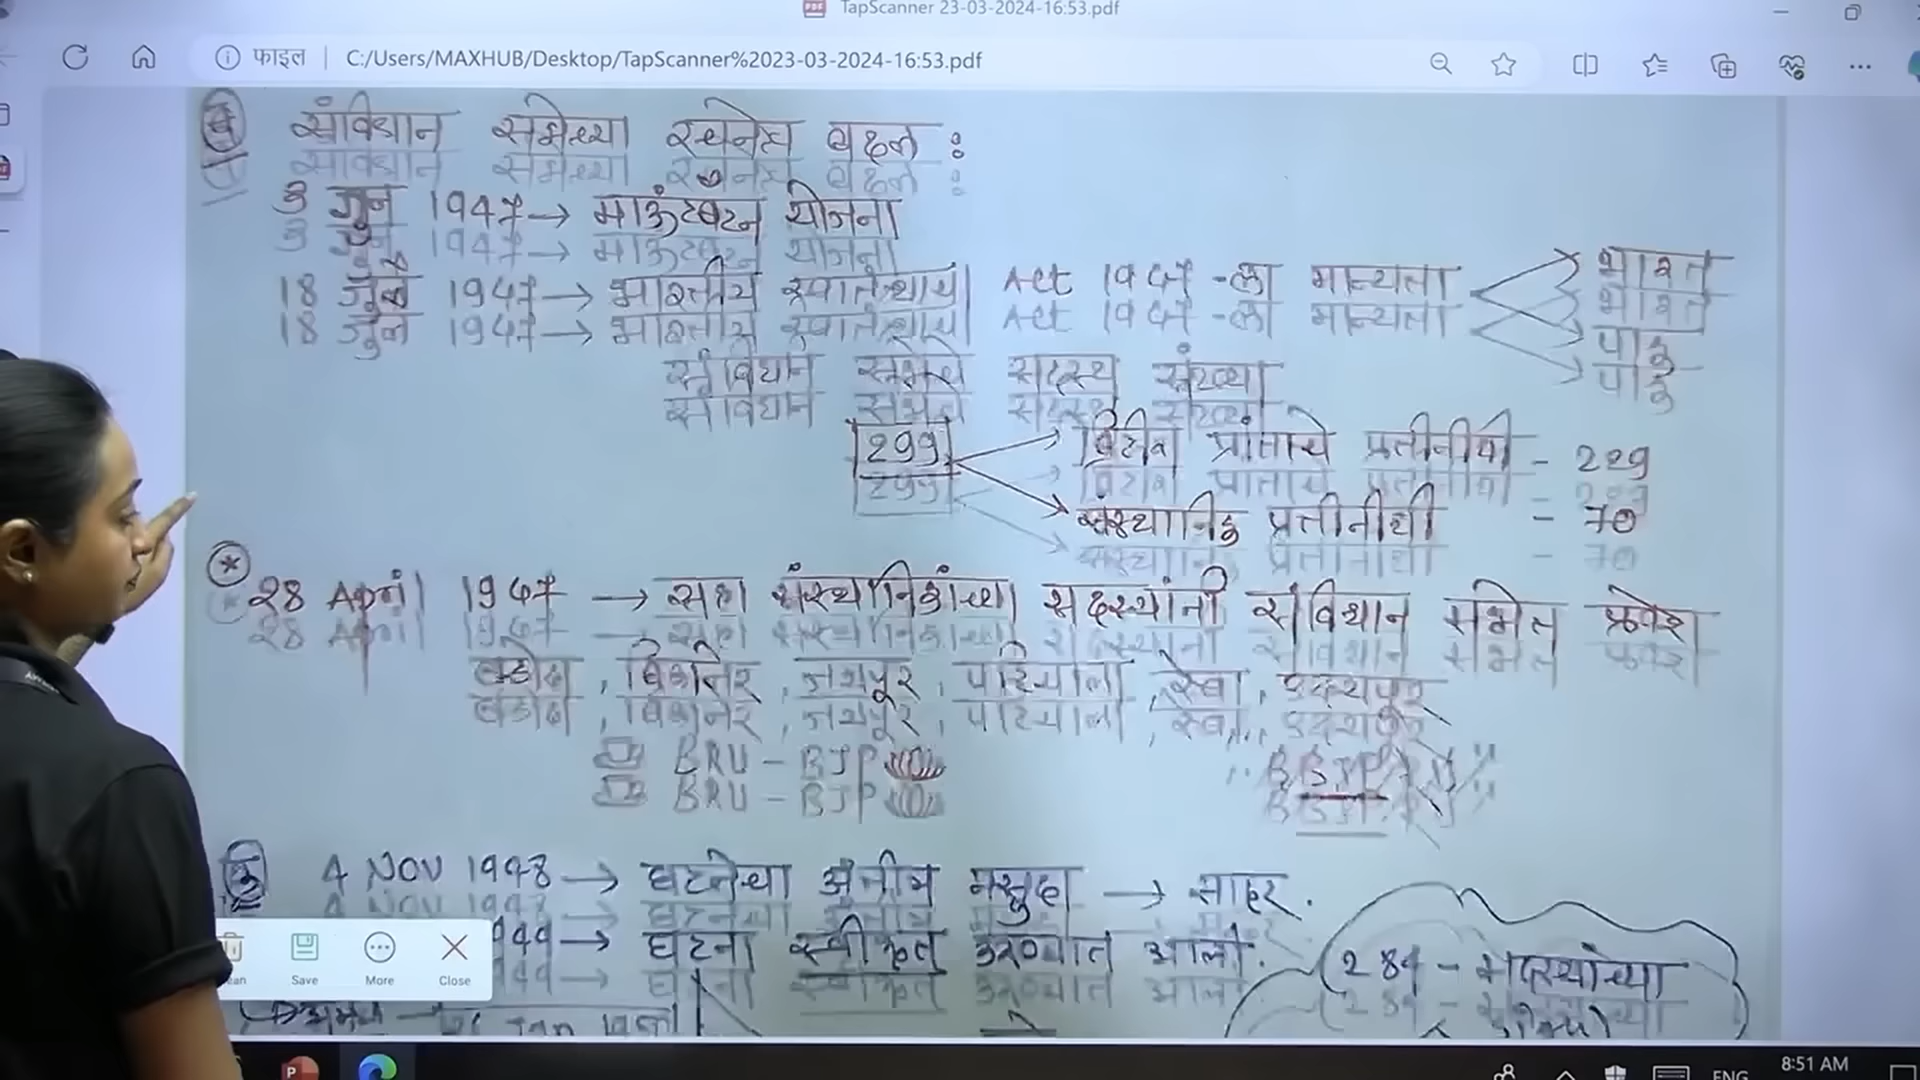 TapScanner 23-03-2024-16:53.pdf
फाइल | C:/Users/MAXHUB/Desktop/TapScanner%2023-03-2024-16:53.pdf
ब संविधान सभेच्या रचनेत बदल :
3 जून 1947 → माऊंटबॅटन योजना
18 जुलै 1947 → भारतीय स्वातंत्र्याचा Act 1947 -ला मान्यता
भारत
पाक
संविधान सभेचे सदस्य संख्या
299
ब्रिटीश प्रांताचे प्रतीनीधी - 229
संस्थानिक प्रतीनीधी - 70
28 April 1947 → सहा संस्थानिकांच्या सदस्यांनी संविधान सभेत प्रवेश
बडोदा, बिकानेर, जयपूर, पटियाला, रेवा, उदयपूर
BRU - BJP
4 NOV 1948 → घटनेचा अंतीम मसुदा → सादर.
949 → घटना स्वीकृत करण्यात आली.
284 - सदस्यांच्या
Save
More
Close
ENG
8:51 AM